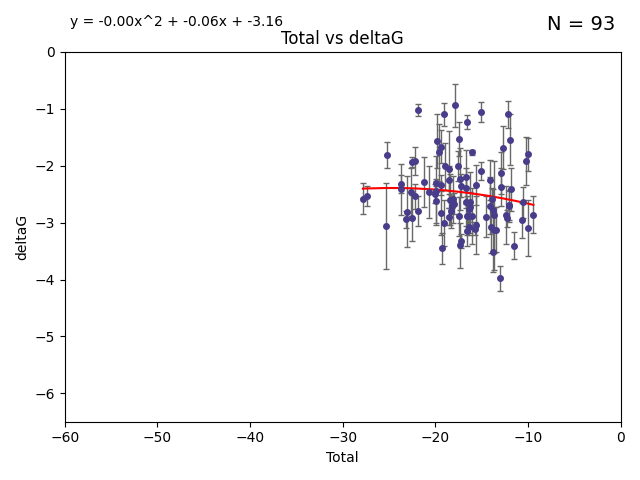 y = -0.00x^2 + -0.06x + -3.16
N = 93
Total vs deltaG
0
−1
−2
−3
−4
−5
−6
deltaG
−60
−50
−40
−30
−20
−10
0
Total